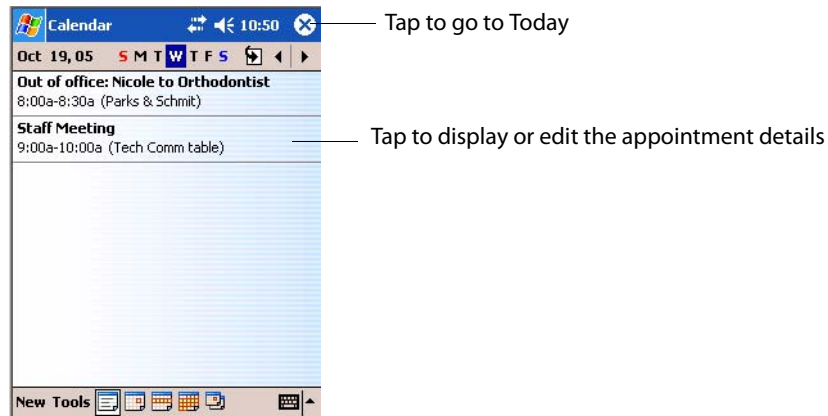 Calendar 10:50
Tap to go to Today
Oct 19, 05 S M T W T F S
Out of office: Nicole to Orthodontist
8:00a-8:30a (Parks & Schmit)
Staff Meeting
9:00a-10:00a (Tech Comm table)
Tap to display or edit the appointment details
New Tools